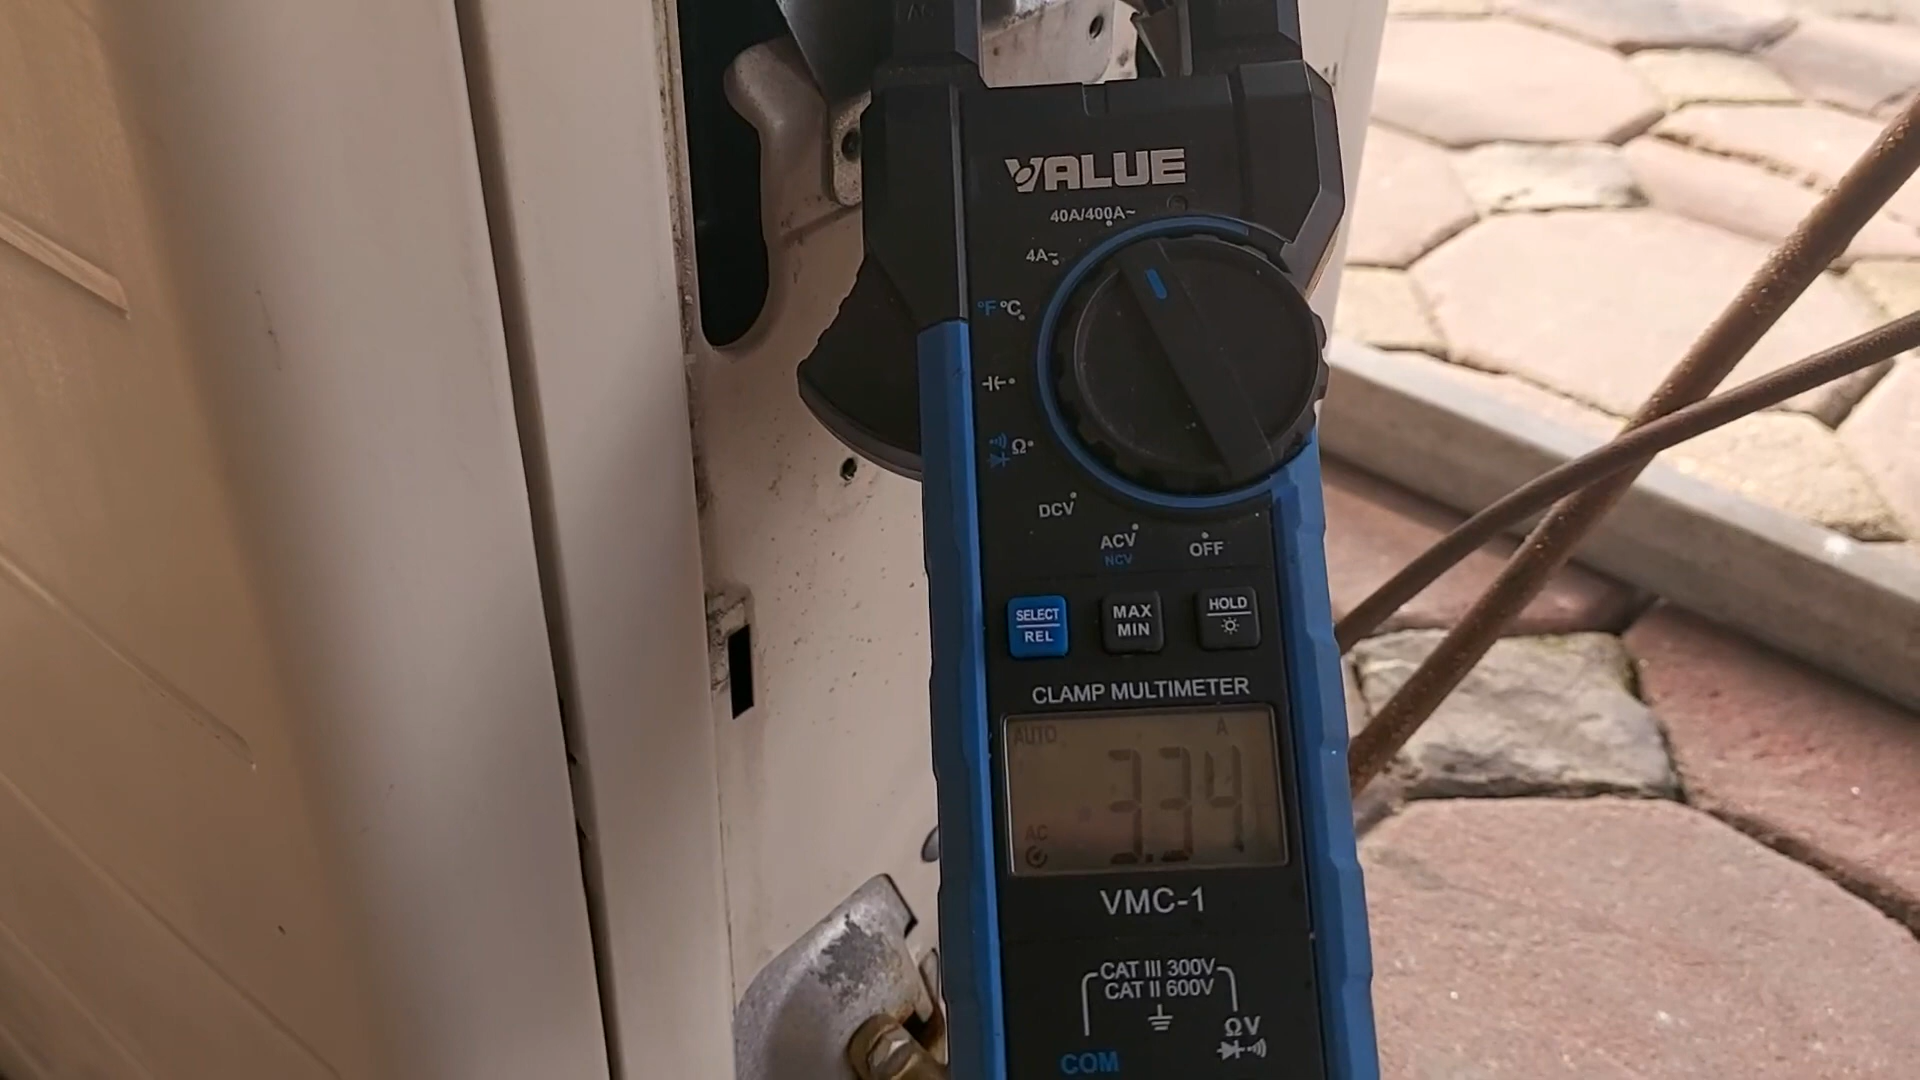 VALUE
40A/400A~
4A~
°F °C
Ω
DCV
ACV
NCV
OFF
SELECT
REL
MAX
MIN
HOLD
CLAMP MULTIMETER
AUTO
A
3.34
AC
VMC-1
CAT III 300V
CAT II 600V
ΩV
COM